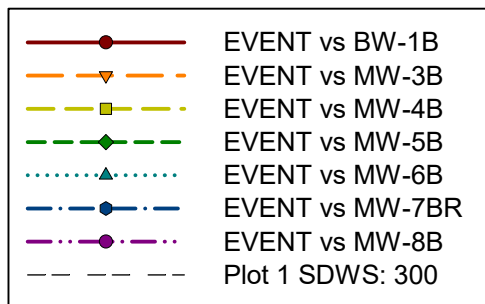 EVENT vs BW-1B
EVENT vs MW-3B
EVENT vs MW-4B
EVENT vs MW-5B
EVENT vs MW-6B
EVENT vs MW-7BR
EVENT vs MW-8B
Plot 1 SDWS: 300